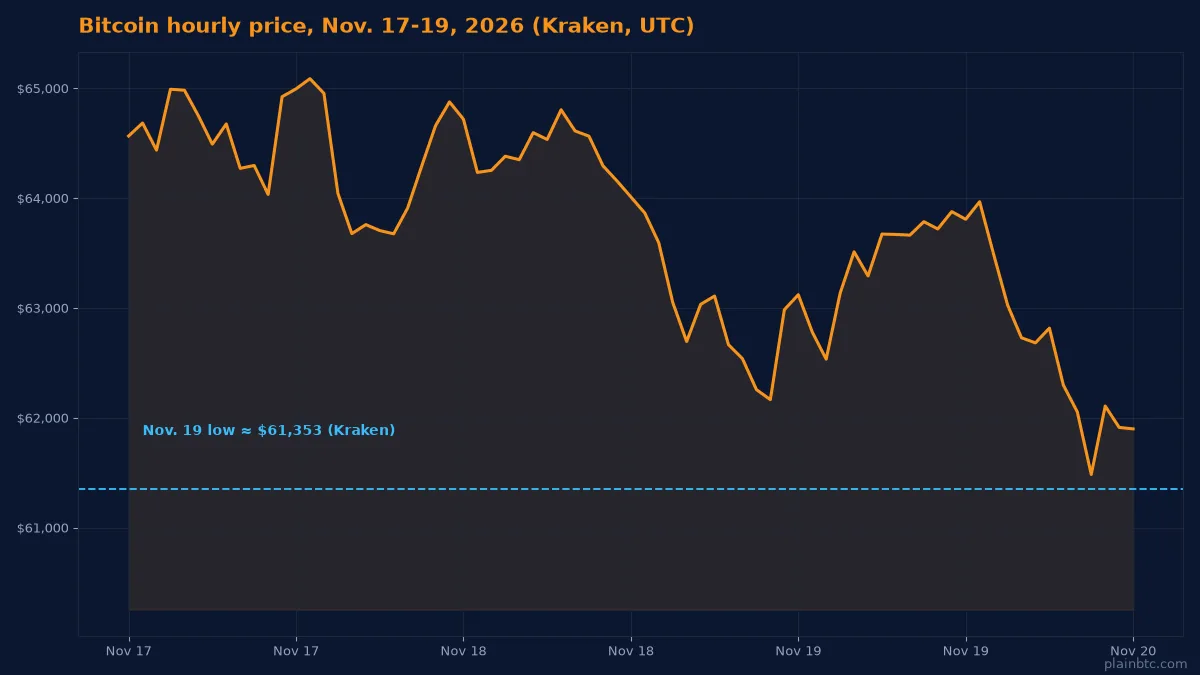 Bitcoin hourly price, Nov. 17-19, 2026 (Kraken, UTC)
$65,000
$64,000
$63,000
$62,000
Nov. 19 low ≈ $61,353 (Kraken)
$61,000
Nov 17 Nov 17 Nov 18 Nov 18 Nov 19 Nov 19 Nov 20
plainbtc.com